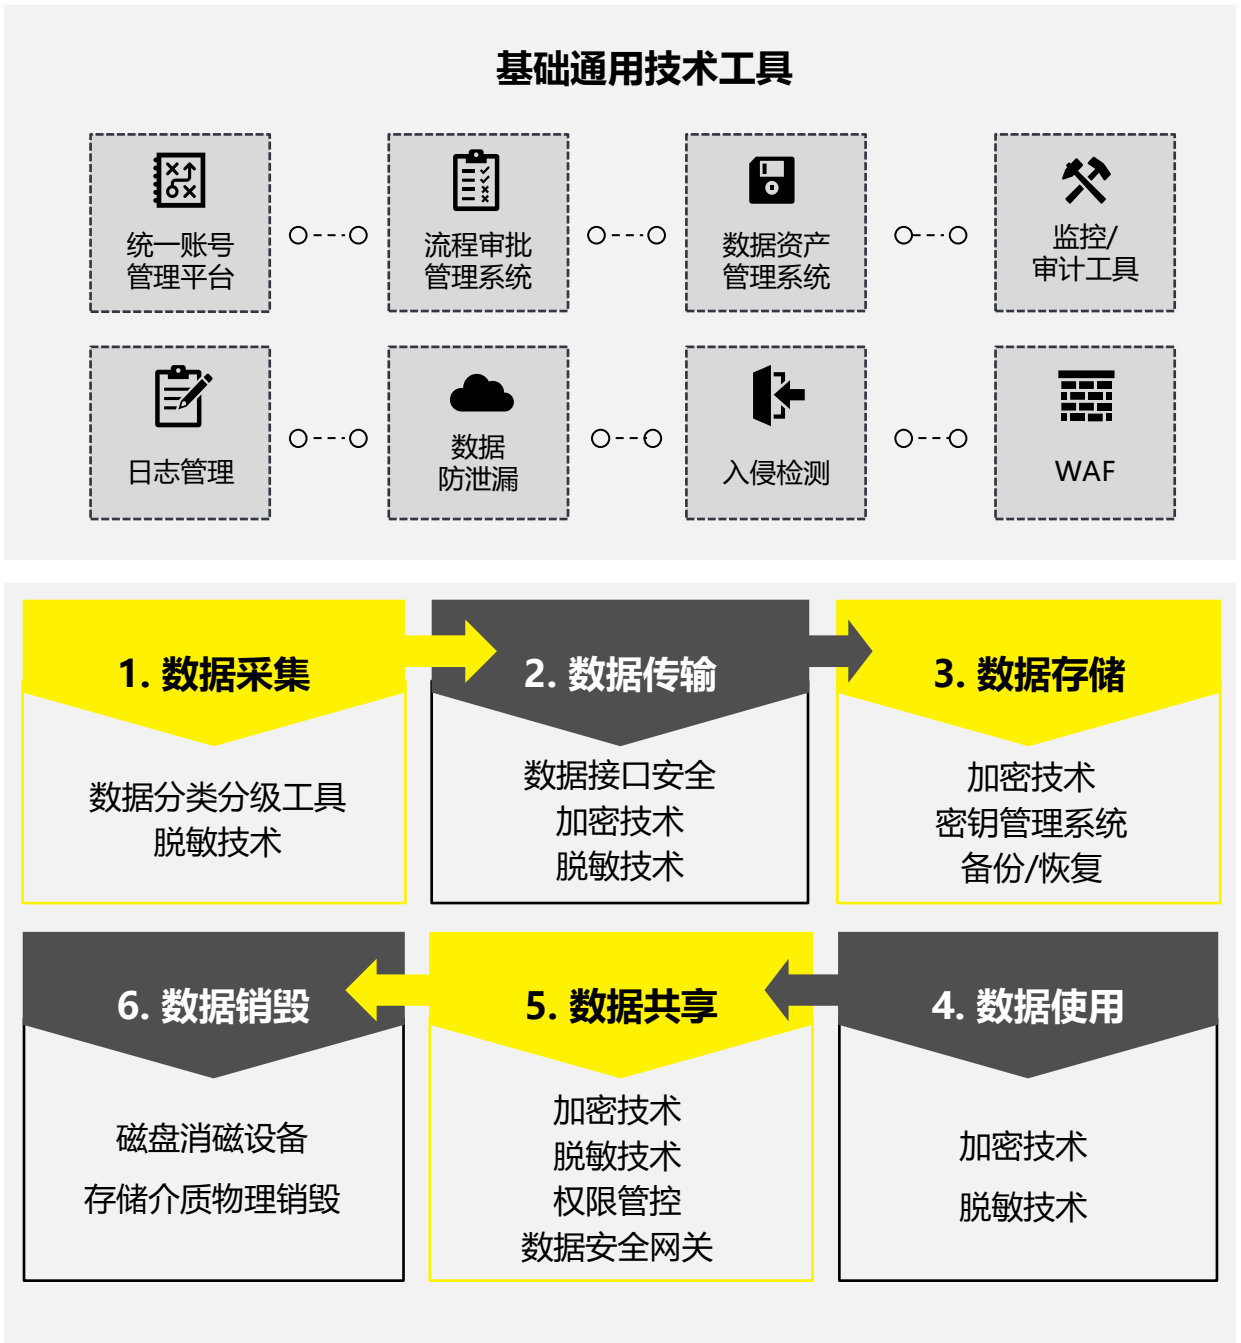 基础通用技术工具
统一账号
管理平台
流程审批
管理系统
数据资产
管理系统
监控/
审计工具
日志管理
数据
防泄漏
入侵检测
WAF
1. 数据采集
数据分类分级工具
脱敏技术
2. 数据传输
数据接口安全
加密技术
脱敏技术
3. 数据存储
加密技术
密钥管理系统
备份/恢复
4. 数据使用
加密技术
脱敏技术
5. 数据共享
加密技术
脱敏技术
权限管控
数据安全网关
6. 数据销毁
磁盘消磁设备
存储介质物理销毁